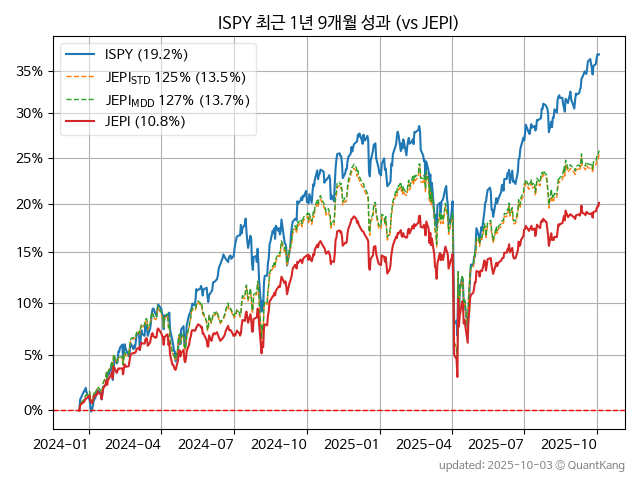 ISPY 최근 1년 9개월 성과 (vs JEPI)
ISPY (19.2%)
JEPI_STD 125% (13.5%)
JEPI_MDD 127% (13.7%)
JEPI (10.8%)
35%
30%
25%
20%
15%
10%
5%
0%
2024-01 2024-04 2024-07 2024-10 2025-01 2025-04 2025-07 2025-10
updated: 2025-10-03 © QuantKang